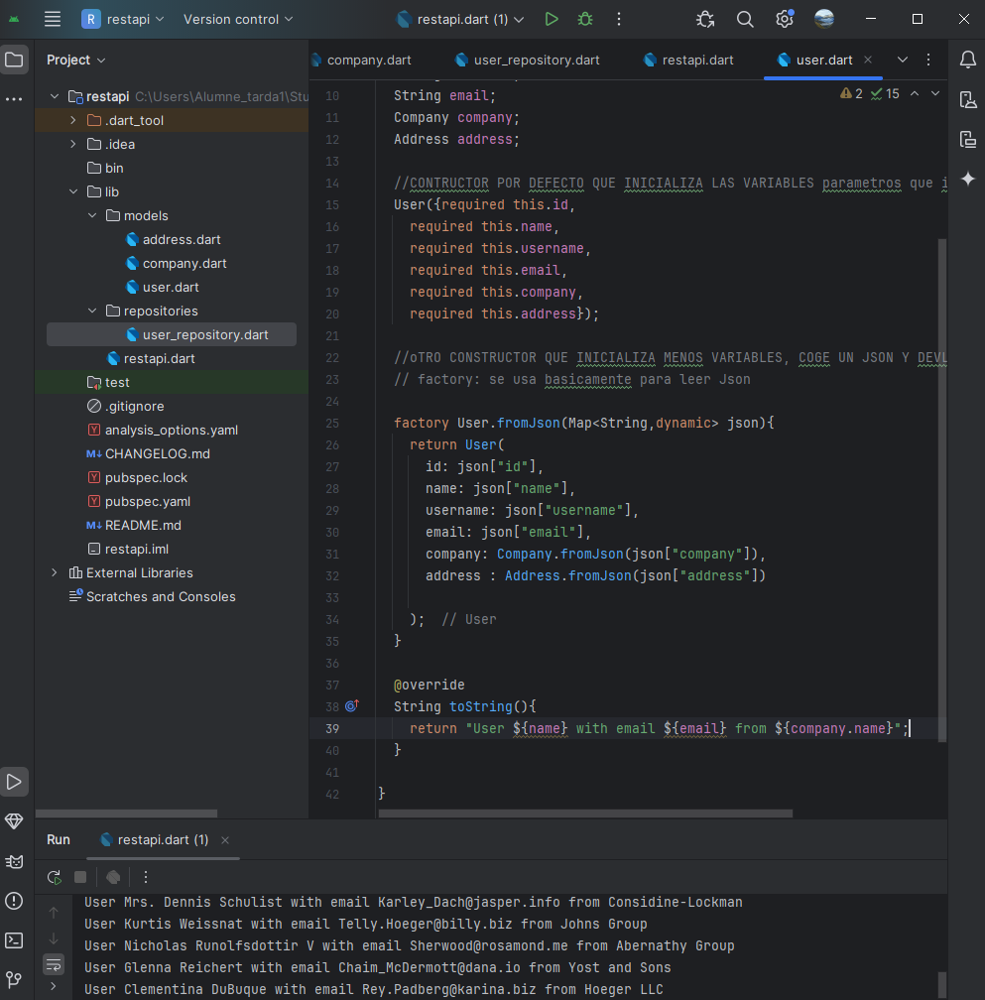 R restapi Version control restapi.dart (1)
Project
restapi C:\Users\Alumne_tarda1\Stu
.dart_tool
.idea
bin
lib
models
address.dart
company.dart
user.dart
repositories
user_repository.dart
restapi.dart
test
.gitignore
Y analysis_options.yaml
M↓ CHANGELOG.md
Y pubspec.lock
Y pubspec.yaml
M↓ README.md
restapi.iml
External Libraries
Scratches and Consoles
company.dart user_repository.dart restapi.dart user.dart
2 15
10 String email;
11 Company company;
12 Address address;
13
14 //CONTRUCTOR POR DEFECTO QUE INICIALIZA LAS VARIABLES parametros que i
15 User({required this.id,
16 required this.name,
17 required this.username,
18 required this.email,
19 required this.company,
20 required this.address});
21
22 //oTRO CONSTRUCTOR QUE INICIALIZA MENOS VARIABLES, COGE UN JSON Y DEVL
23 // factory: se usa basicamente para leer Json
24
25 factory User.fromJson(Map<String,dynamic> json){
26 return User(
27 id: json["id"],
28 name: json["name"],
29 username: json["username"],
30 email: json["email"],
31 company: Company.fromJson(json["company"]),
32 address : Address.fromJson(json["address"])
33
34 ); // User
35 }
36
37 @override
38 String toString(){
39 return "User ${name} with email ${email} from ${company.name}";
40 }
41
42 }
Run restapi.dart (1)
User Mrs. Dennis Schulist with email Karley_Dach@jasper.info from Considine-Lockman
User Kurtis Weissnat with email Telly.Hoeger@billy.biz from Johns Group
User Nicholas Runolfsdottir V with email Sherwood@rosamond.me from Abernathy Group
User Glenna Reichert with email Chaim_McDermott@dana.io from Yost and Sons
User Clementina DuBuque with email Rey.Padberg@karina.biz from Hoeger LLC